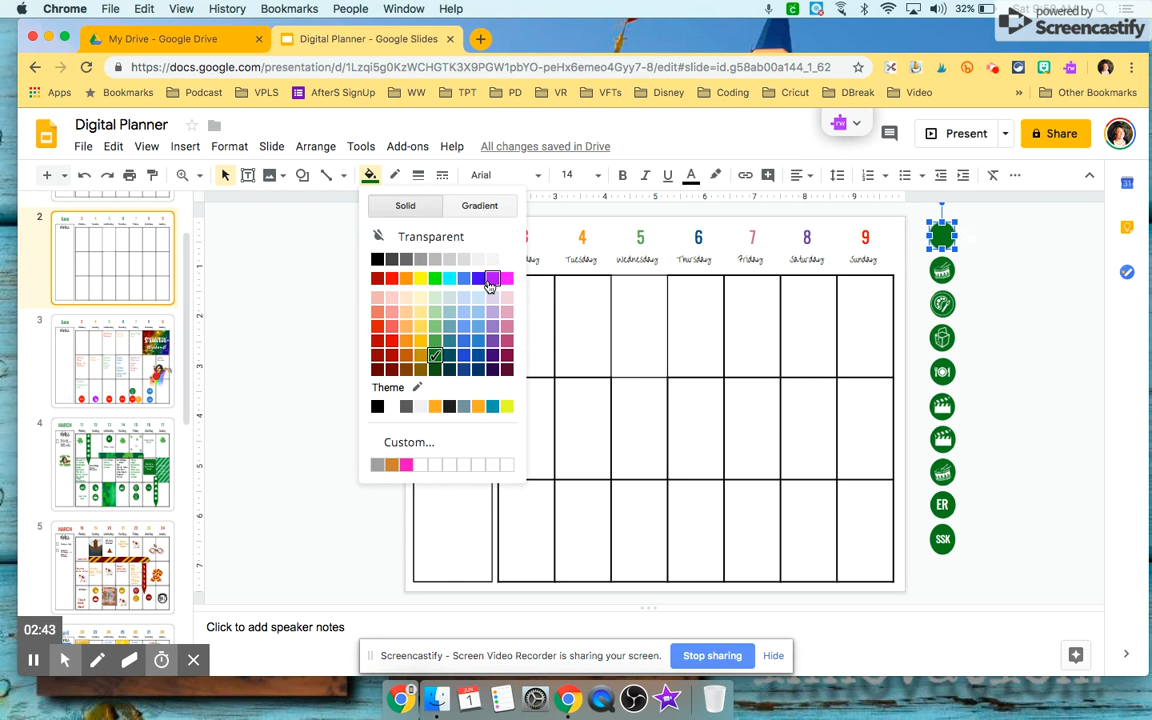 Chrome File Edit View History Bookmarks People Window Help 32%
powered by
Screencastify
My Drive - Google Drive
Digital Planner - Google Slides
https://docs.google.com/presentation/d/1Lzqi5g0KzWCHGTK3X9PGW1pbYO-peHx6emeo4Gyy7-8/edit#slide=id.g58ab00a144_1_62
Apps Bookmarks Podcast VPLS AfterS SignUp WW TPT PD VR VFTs Disney Coding Cricut DBreak Video » Other Bookmarks
Digital Planner
File Edit View Insert Format Slide Arrange Tools Add-ons Help All changes saved in Drive
Present
Share
Arial 14
Solid Gradient
Transparent
Theme
Custom...
4 5 6 7 8 9
Tuesday Wednesday Thursday Friday Saturday Sunday
ER
SSK
2
3
4
MARCH
5
MARCH
Click to add speaker notes
02:43
Screencastify - Screen Video Recorder is sharing your screen. Stop sharing Hide
JUN
1